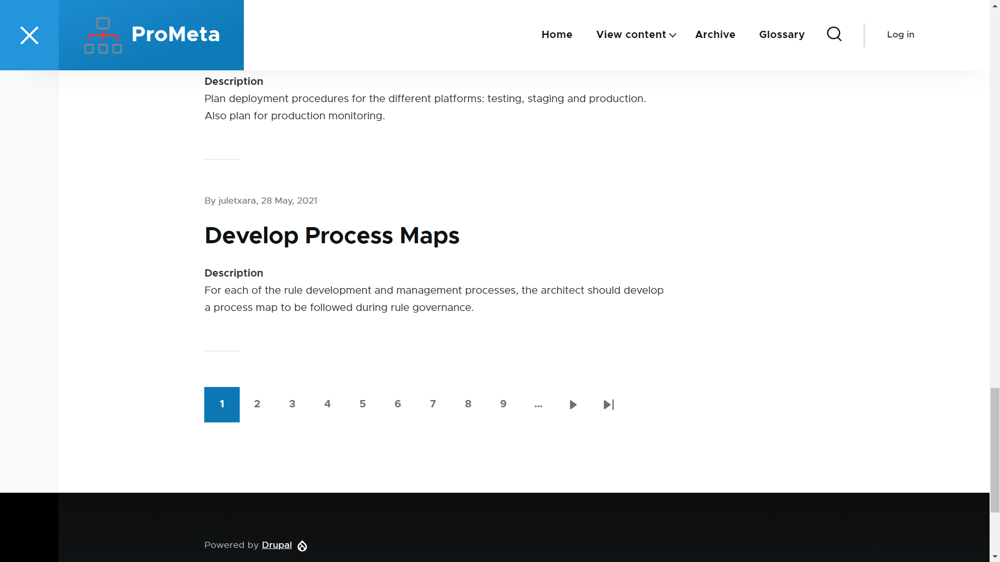 ProMeta
Home View content Archive Glossary Log in
Description
Plan deployment procedures for the different platforms: testing, staging and production.
Also plan for production monitoring.
By juletxara, 28 May, 2021
Develop Process Maps
Description
For each of the rule development and management processes, the architect should develop
a process map to be followed during rule governance.
1 2 3 4 5 6 7 8 9 ...
Powered by Drupal